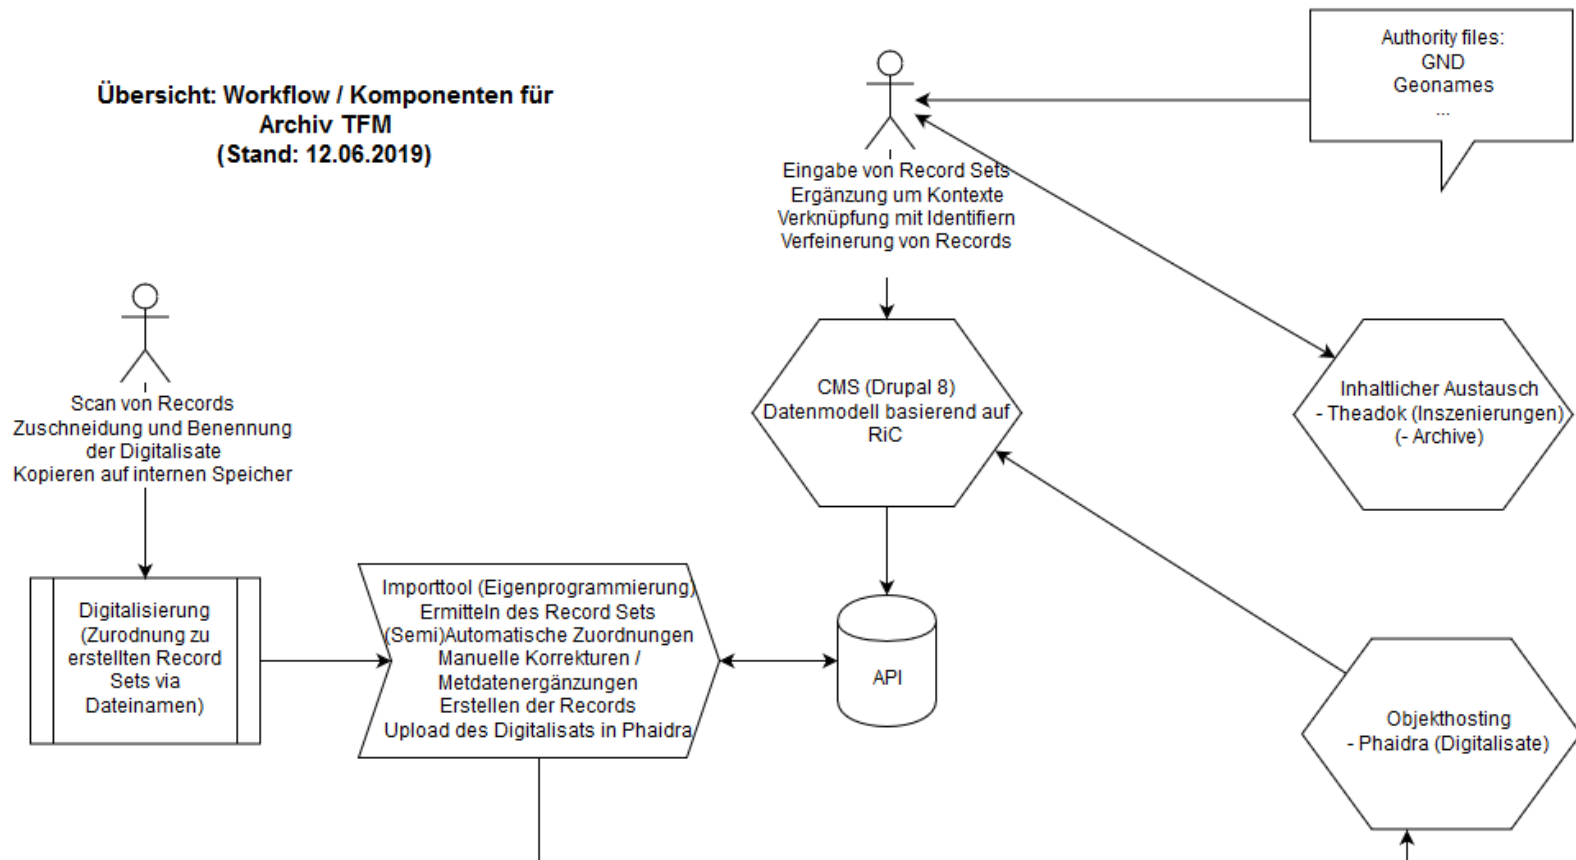 Übersicht: Workflow / Komponenten für
Archiv TFM
(Stand: 12.06.2019)
Authority files:
GND
Geonames
...
Eingabe von Record Sets
Ergänzung um Kontexte
Verknüpfung mit Identifiern
Verfeinerung von Records
Scan von Records
Zuschneidung und Benennung
der Digitalisate
Kopieren auf internen Speicher
CMS (Drupal 8)
Datenmodell basierend auf
RiC
Inhaltlicher Austausch
- Theadok (Inszenierungen)
(- Archive)
Digitalisierung
(Zurodnung zu
erstellten Record
Sets via
Dateinamen)
Importtool (Eigenprogrammierung)
Ermitteln des Record Sets
(Semi)Automatische Zuordnungen
Manuelle Korrekturen /
Metdatenergänzungen
Erstellen der Records
Upload des Digitalisats in Phaidra
API
Objekthosting
- Phaidra (Digitalisate)